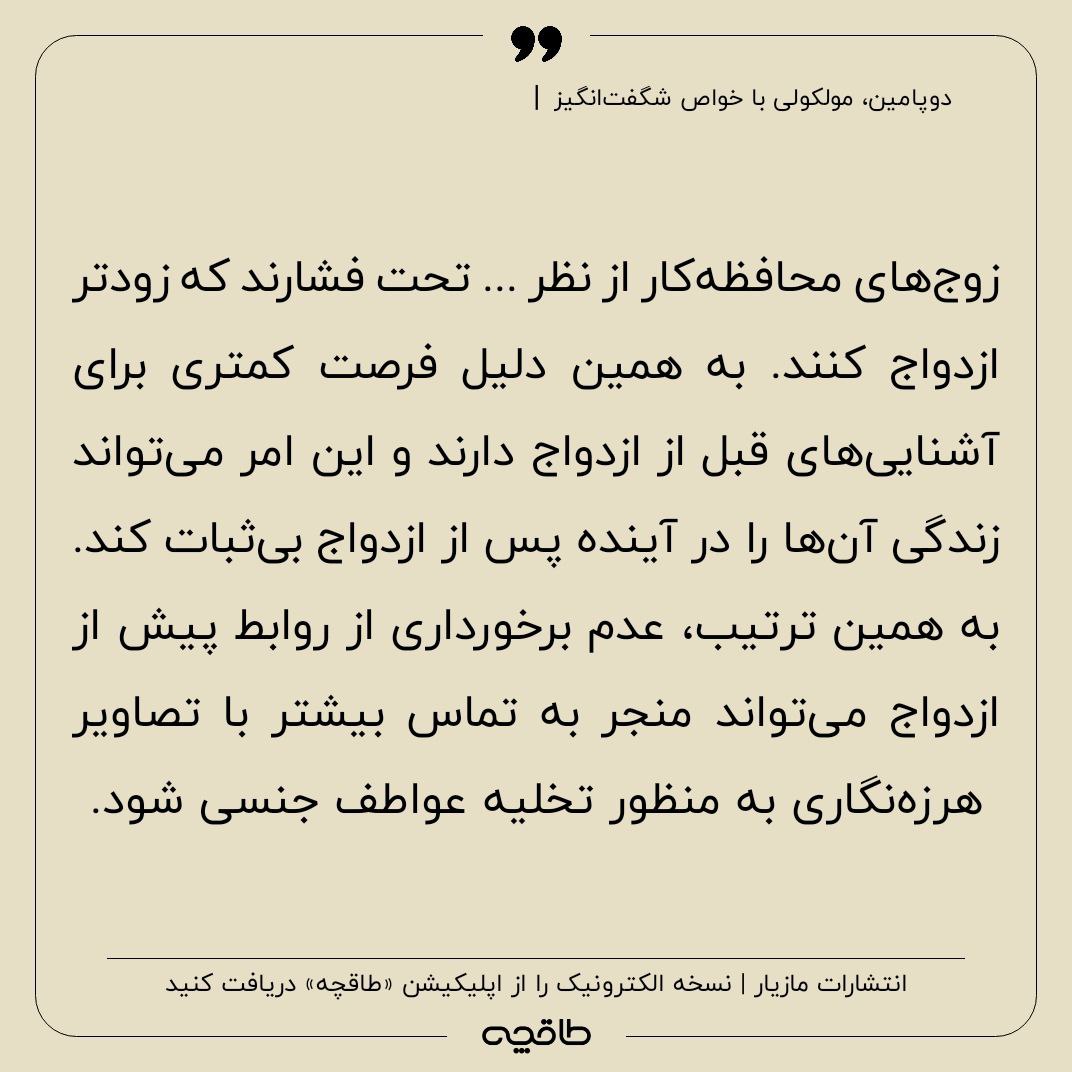 ❜❜
دوپامین، مولکولی با خواص شگفت‌انگیز |
زوج‌های محافظه‌کار از نظر ... تحت فشارند که زودتر
ازدواج کنند. به همین دلیل فرصت کمتری برای
آشنایی‌های قبل از ازدواج دارند و این امر می‌تواند
زندگی آن‌ها را در آینده پس از ازدواج بی‌ثبات کند.
به همین ترتیب، عدم برخورداری از روابط پیش از
ازدواج می‌تواند منجر به تماس بیشتر با تصاویر
هرزه‌نگاری به منظور تخلیه عواطف جنسی شود.
انتشارات مازیار | نسخه الکترونیک را از اپلیکیشن «طاقچه» دریافت کنید
طاقچه